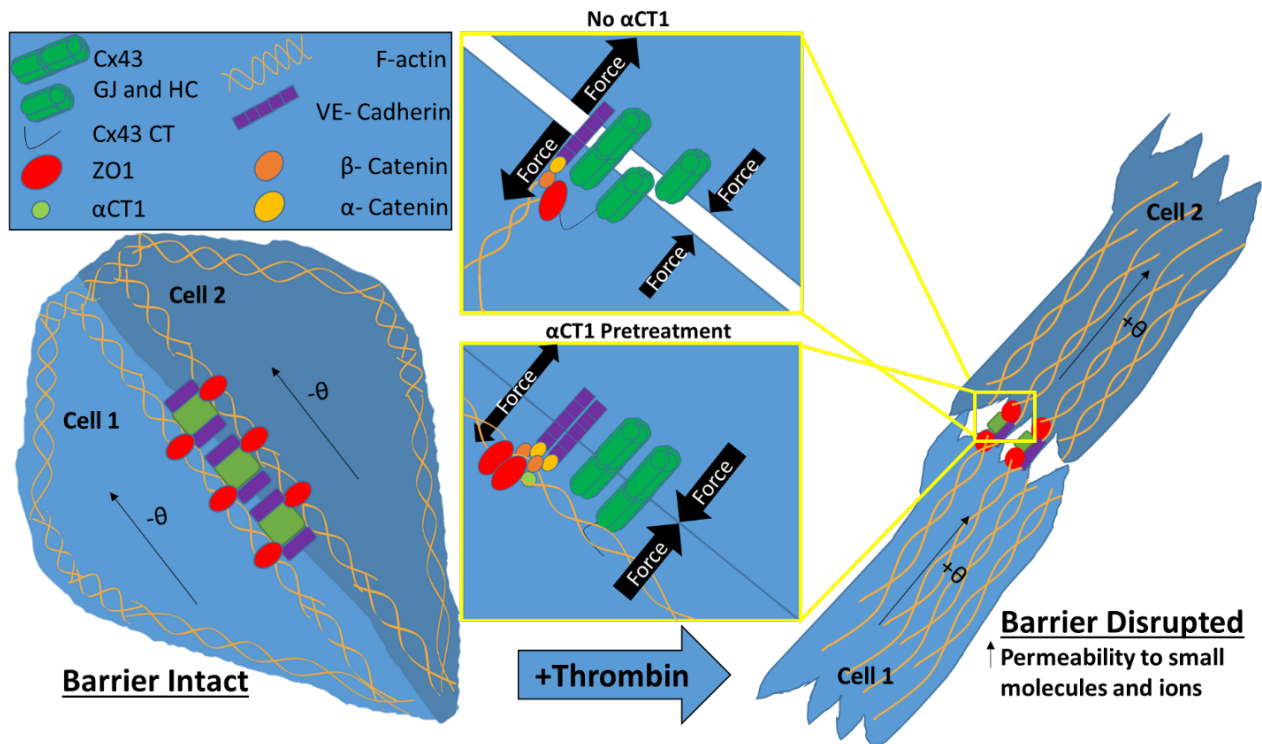 No αCT1
Cx43
GJ and HC
Cx43 CT
ZO1
αCT1
F-actin
VE- Cadherin
β- Catenin
α- Catenin
Force
Force
Force
Force
αCT1 Pretreatment
Force
Force
Force
Cell 2
-θ
Cell 1
-θ
Barrier Intact
+Thrombin
Cell 2
+θ
+θ
Cell 1
Barrier Disrupted
Permeability to small
molecules and ions